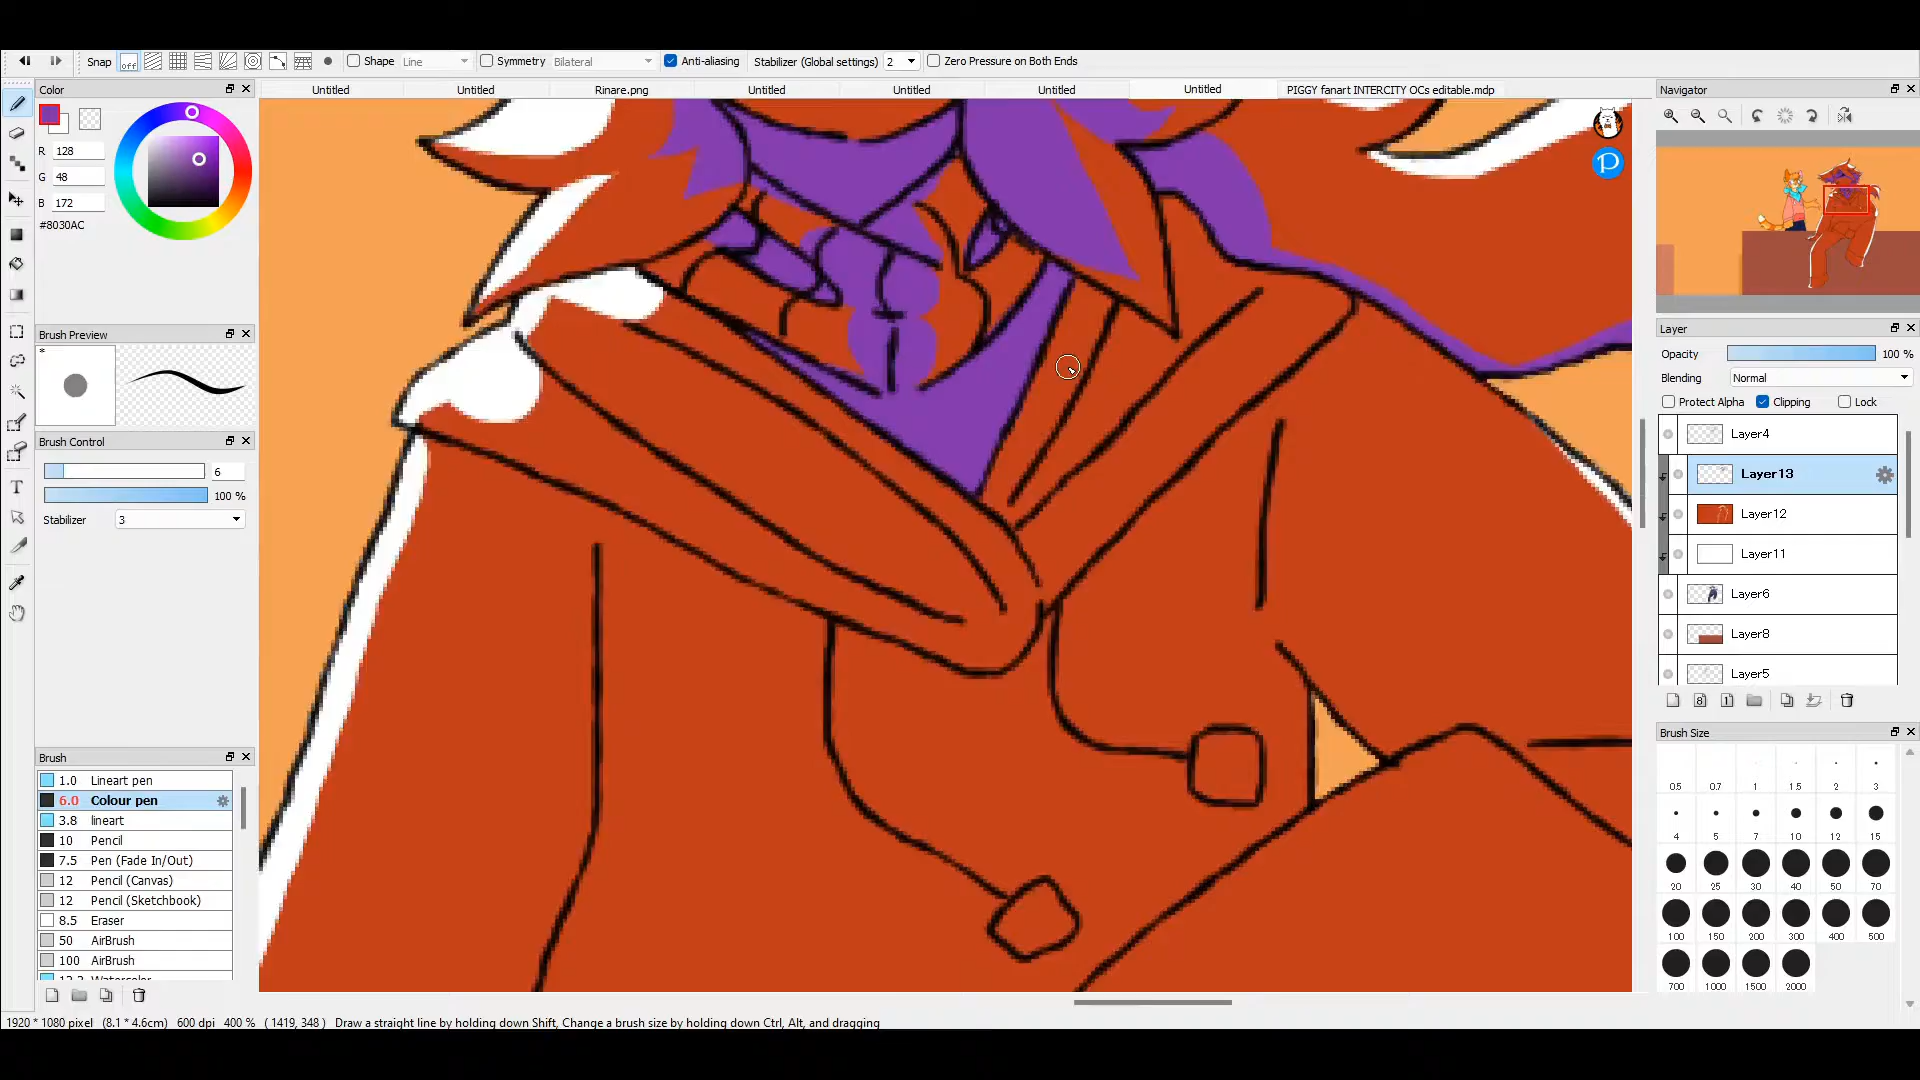 Snap
off
Shape
Line
Symmetry
Bilateral
Anti-aliasing
Stabilizer (Global settings)
2
Zero Pressure on Both Ends
Color
Untitled
Untitled
Rinare.png
Untitled
Untitled
Untitled
Untitled
PIGGY fanart INTERCITY OCs editable.mdp
Navigator
R
128
G
48
B
172
#8030AC
Brush Preview
*
Brush Control
6
100 %
Stabilizer
3
Brush
1.0 Lineart pen
6.0 Colour pen
3.8 lineart
10 Pencil
7.5 Pen (Fade In/Out)
12 Pencil (Canvas)
12 Pencil (Sketchbook)
8.5 Eraser
50 AirBrush
100 AirBrush
T
P
Layer
Opacity
100 %
Blending
Normal
Protect Alpha
Clipping
Lock
Layer4
Layer13
Layer12
Layer11
Layer6
Layer8
Layer5
8
1
Brush Size
0.5 0.7 1 1.5 2 3
4 5 7 10 12 15
20 25 30 40 50 70
100 150 200 300 400 500
700 1000 1500 2000
1920 * 1080 pixel (8.1 * 4.6cm) 600 dpi 400 % ( 1419, 348 ) Draw a straight line by holding down Shift, Change a brush size by holding down Ctrl, Alt, and dragging